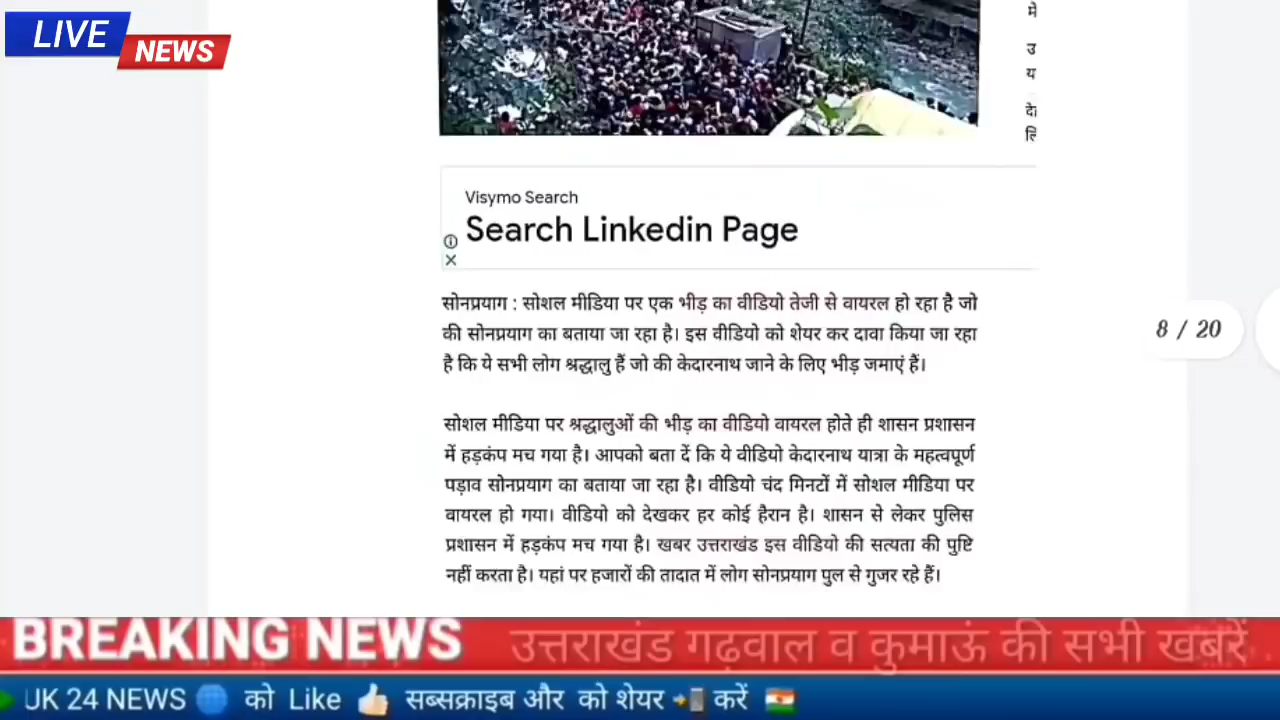 LIVE
NEWS
मे
उ
य
Visymo Search
Search Linkedin Page
सोनप्रयाग : सोशल मीडिया पर एक भीड़ का वीडियो तेजी से वायरल हो रहा है जो
की सोनप्रयाग का बताया जा रहा है। इस वीडियो को शेयर कर दावा किया जा रहा
है कि ये सभी लोग श्रद्धालु हैं जो की केदारनाथ जाने के लिए भीड़ जमाएं हैं।
8 / 20
सोशल मीडिया पर श्रद्धालुओं की भीड़ का वीडियो वायरल होते ही शासन प्रशासन
में हड़कंप मच गया है। आपको बता दें कि ये वीडियो केदारनाथ यात्रा के महत्वपूर्ण
पड़ाव सोनप्रयाग का बताया जा रहा है। वीडियो चंद मिनटों में सोशल मीडिया पर
वायरल हो गया। वीडियो को देखकर हर कोई हैरान है। शासन से लेकर पुलिस
प्रशासन में हड़कंप मच गया है। खबर उत्तराखंड इस वीडियो की सत्यता की पुष्टि
नहीं करता है। यहां पर हजारों की तादात में लोग सोनप्रयाग पुल से गुजर रहे हैं।
BREAKING NEWS उत्तराखंड गढ़वाल व कुमाऊं की सभी खबरें
UK 24 NEWS 🌐 को Like 👍 सब्सक्राइब और को शेयर 📲 करें 🇮🇳